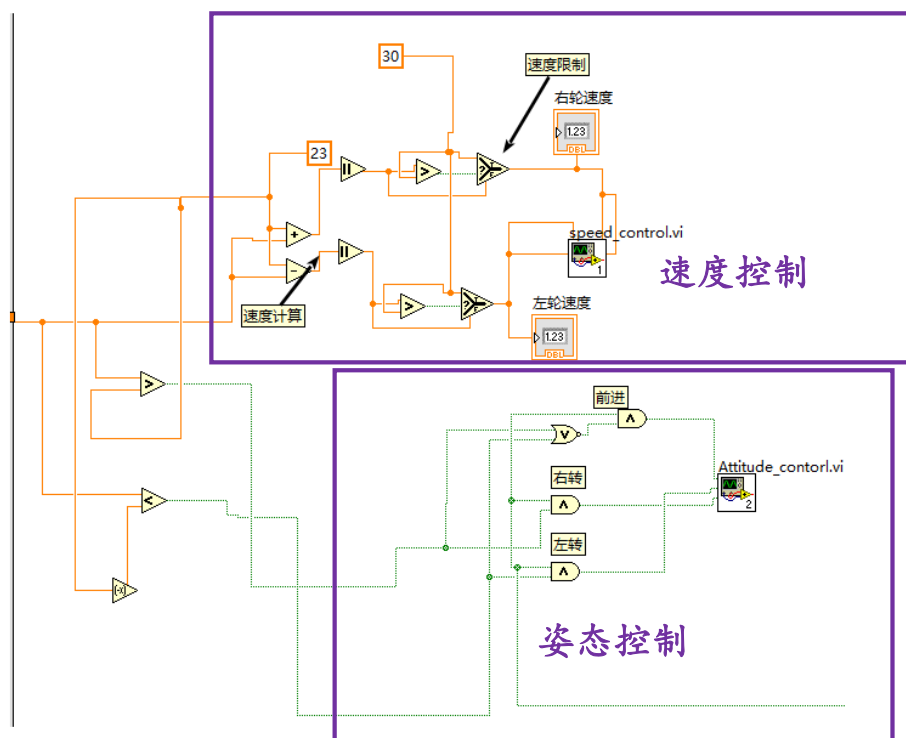 30
速度限制
右轮速度
1.23
DBL
23
speed_control.vi
1
速度控制
速度计算
左轮速度
1.23
DBL
前进
Attitude_contorl.vi
2
右转
左转
姿态控制